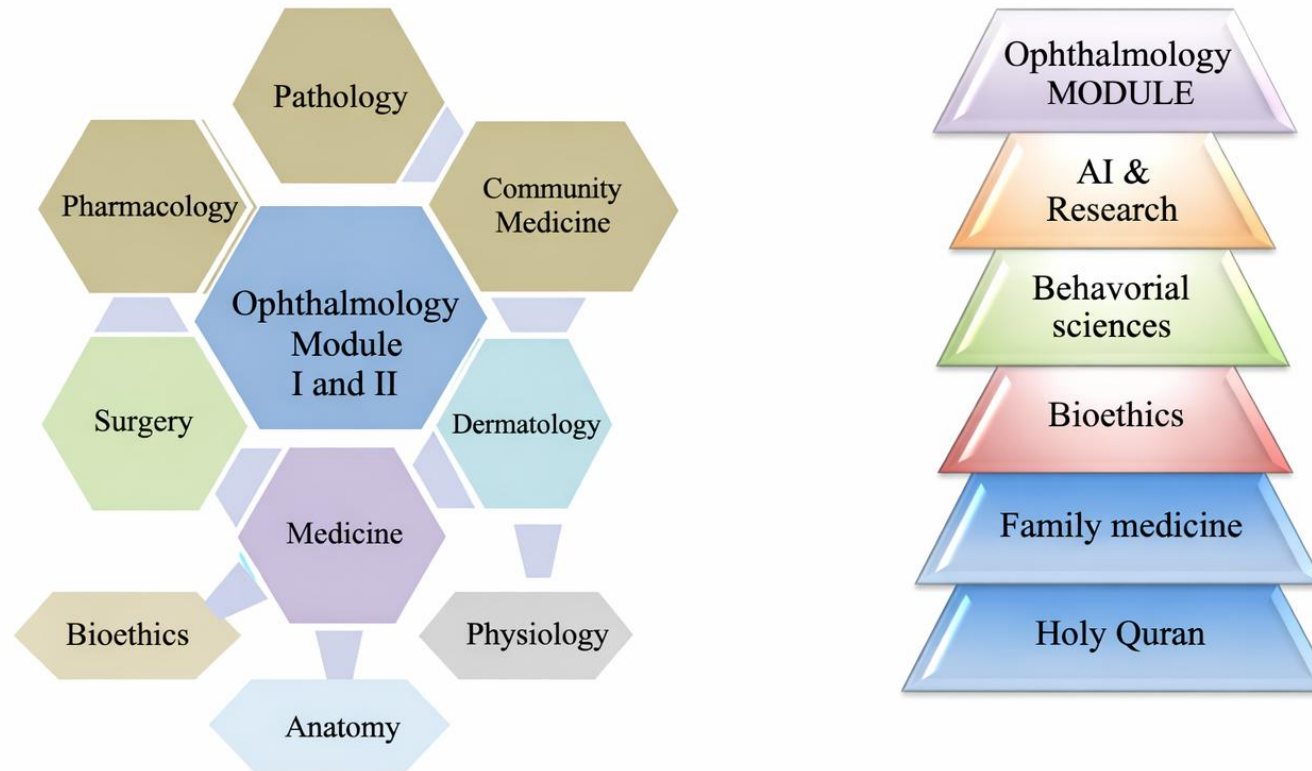 Pathology
Pharmacology
Community
Medicine
Ophthalmology
Module
I and II
Surgery
Dermatology
Medicine
Bioethics
Physiology
Anatomy
Ophthalmology
MODULE
AI &
Research
Behavorial
sciences
Bioethics
Family medicine
Holy Quran